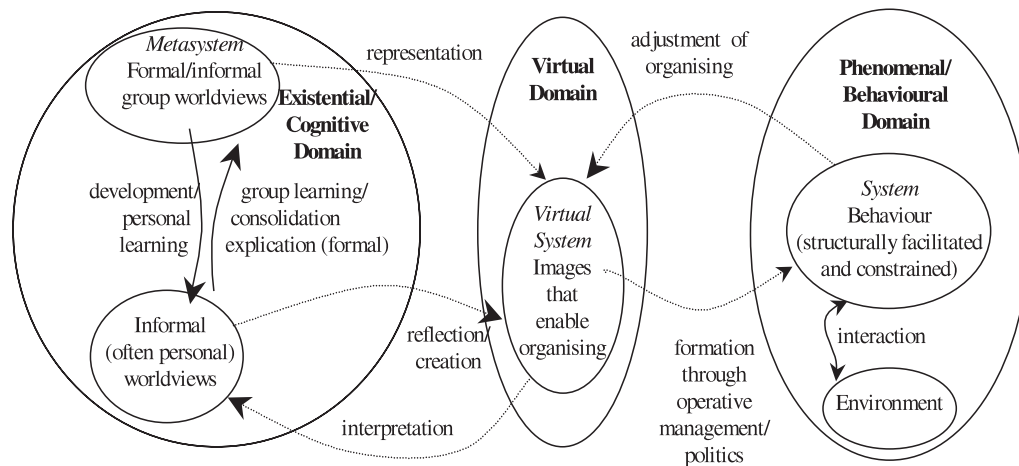 Metasystem
Formal/informal
group worldviews
Existential/
Cognitive
Domain
development/
personal
learning
group learning/
consolidation
explication (formal)
Informal
(often personal)
worldviews
representation
reflection/
creation
interpretation
Virtual
Domain
Virtual
System
Images
that
enable
organising
adjustment of
organising
formation
through
operative
management/
politics
Phenomenal/
Behavioural
Domain
System
Behaviour
(structurally facilitated
and constrained)
interaction
Environment